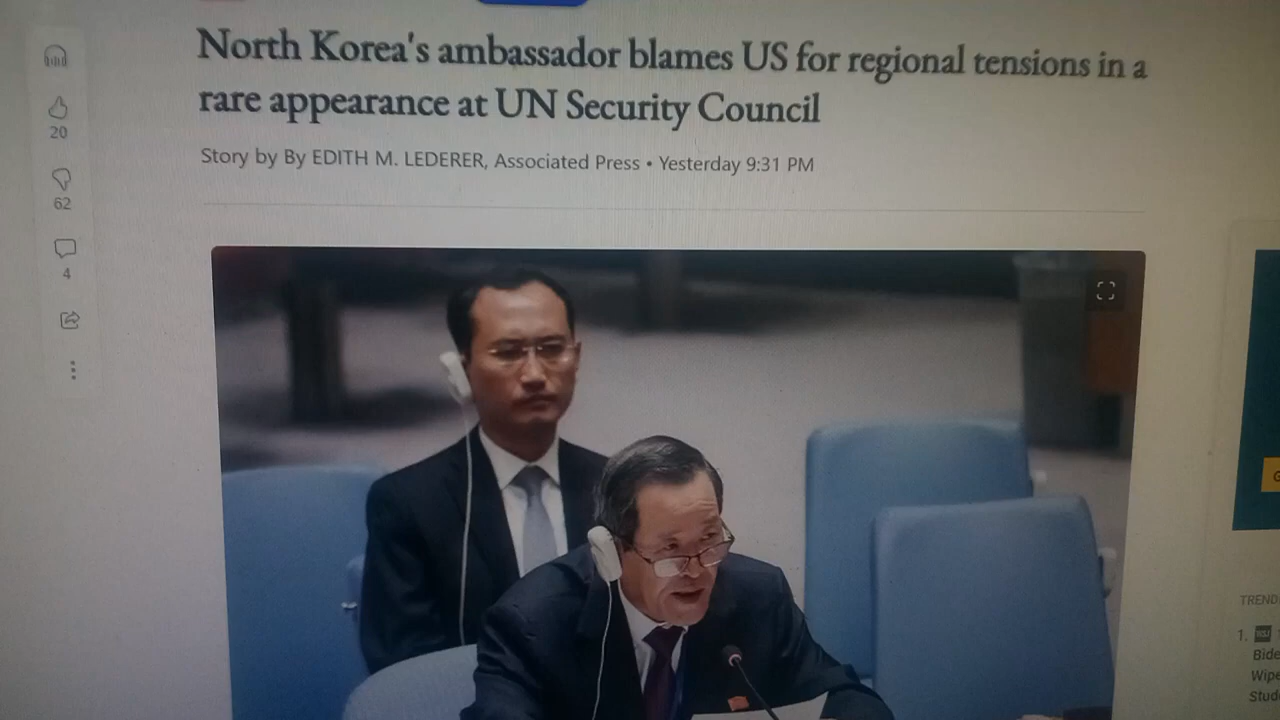 North Korea's ambassador blames US for regional tensions in a
rare appearance at UN Security Council
Story by By EDITH M. LEDERER, Associated Press • Yesterday 9:31 PM
20
62
4
TREND
1.
Bide
Wipe
Stud